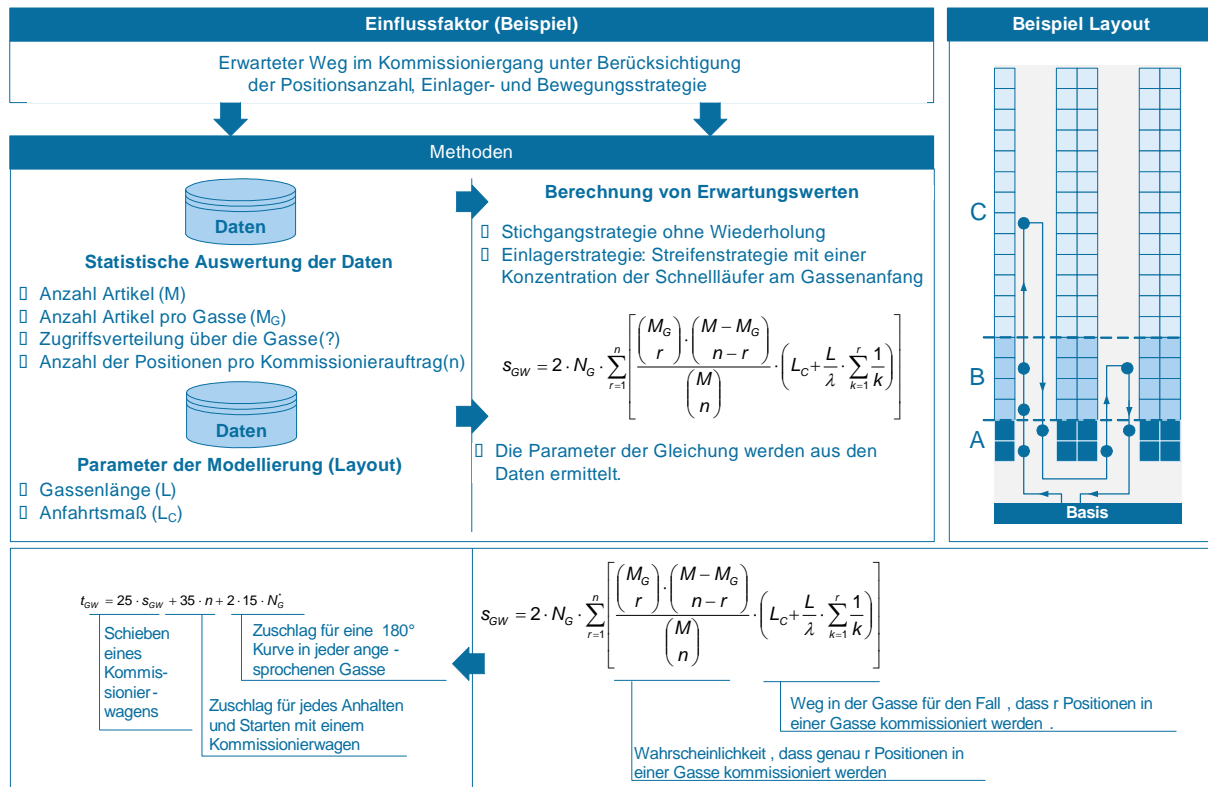 Einflussfaktor (Beispiel)
Erwarteter Weg im Kommissioniergang unter Berücksichtigung
der Positionsanzahl, Einlager- und Bewegungsstrategie
Methoden
Daten
Statistische Auswertung der Daten
Anzahl Artikel (M)
Anzahl Artikel pro Gasse (M_G)
Zugriffsverteilung über die Gasse(?)
Anzahl der Positionen pro Kommissionierauftrag(n)
Daten
Parameter der Modellierung (Layout)
Gassenlänge (L)
Anfahrtsmaß (L_C)
Berechnung von Erwartungswerten
Stichgangstrategie ohne Wiederholung
Einlagerstrategie: Streifenstrategie mit einer
Konzentration der Schnellläufer am Gassenanfang
s_GW = 2 · N_G · ∑_{r=1}^{n} [ (M_G über r) · (M − M_G über n − r) / (M über n) · (L_C + L/λ · ∑_{k=1}^{r} 1/k) ]
Die Parameter der Gleichung werden aus den
Daten ermittelt.
Beispiel Layout
C
B
A
Basis
t_GW = 25 · s_GW + 35 · n + 2 · 15 · N_G^*
Schieben
eines
Kommis-
sionier-
wagens
Zuschlag für eine 180°
Kurve in jeder ange -
sprochenen Gasse
Zuschlag für jedes Anhalten
und Starten mit einem
Kommissionierwagen
s_GW = 2 · N_G · ∑_{r=1}^{n} [ (M_G über r) · (M − M_G über n − r) / (M über n) · (L_C + L/λ · ∑_{k=1}^{r} 1/k) ]
Weg in der Gasse für den Fall , dass r Positionen in
einer Gasse kommissioniert werden .
Wahrscheinlichkeit , dass genau r Positionen in
einer Gasse kommissioniert werden